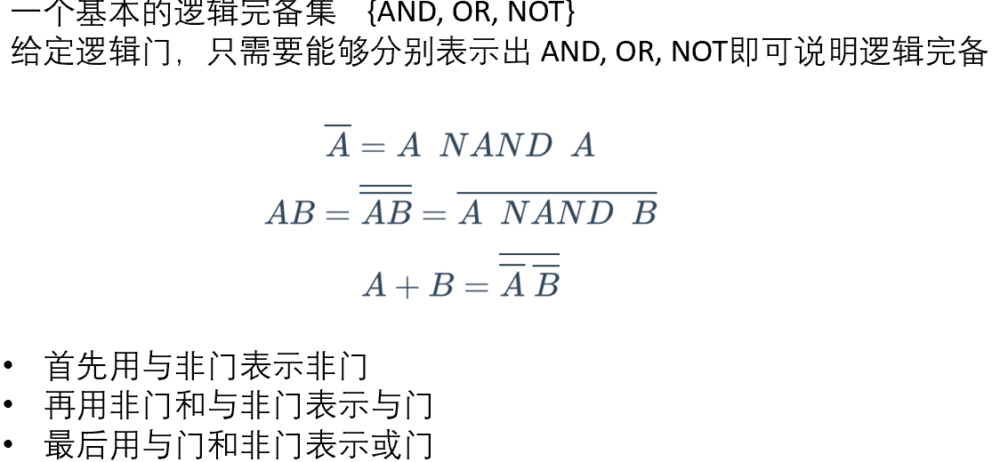 一个基本的逻辑完备集 {AND, OR, NOT}
给定逻辑门，只需要能够分别表示出 AND, OR, NOT即可说明逻辑完备
$\overline{A} = A \ NAND \ A$
$AB = \overline{\overline{AB}} = \overline{A \ NAND \ B}$
$A + B = \overline{\overline{A}\,\overline{B}}$
• 首先用与非门表示非门
• 再用非门和与非门表示与门
• 最后用与门和非门表示或门